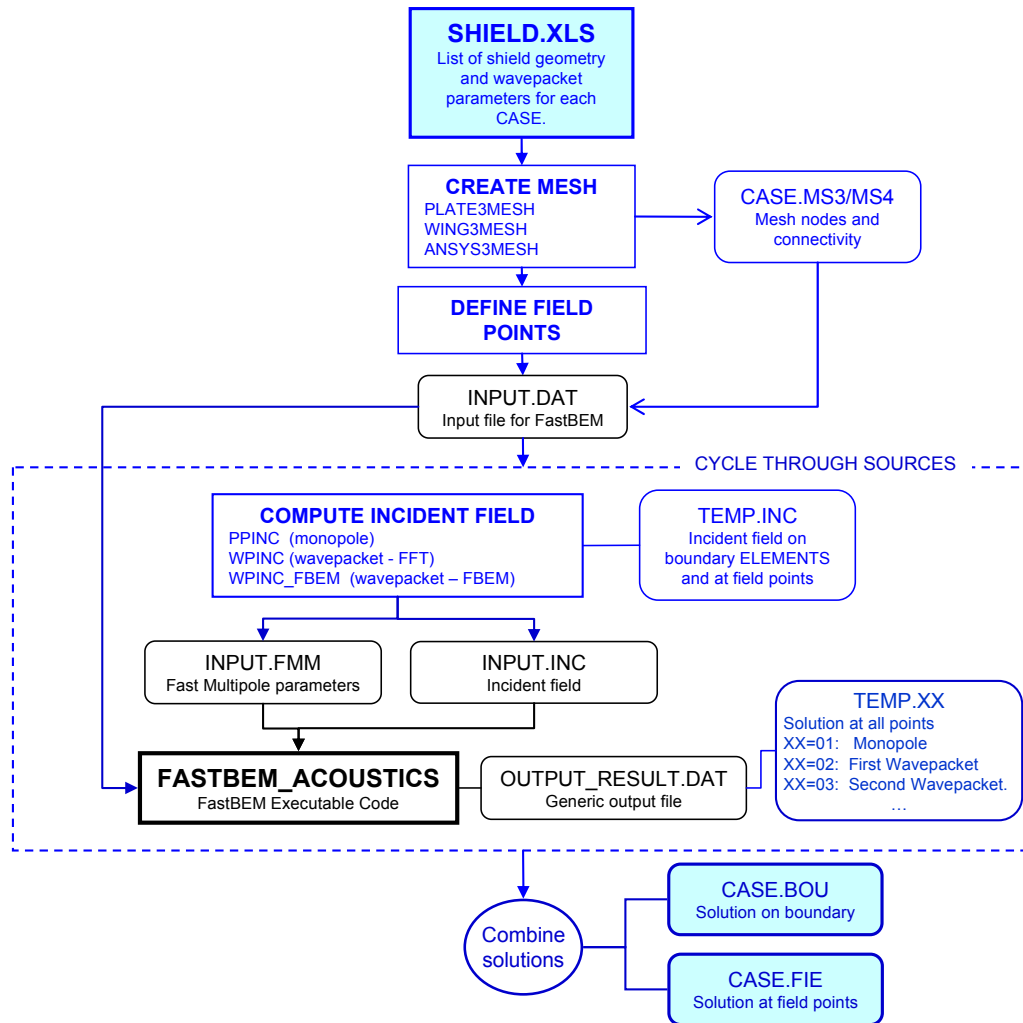 SHIELD.XLS
List of shield geometry
and wavepacket
parameters for each
CASE.
CREATE MESH
PLATE3MESH
WING3MESH
ANSYS3MESH
CASE.MS3/MS4
Mesh nodes and
connectivity
DEFINE FIELD
POINTS
INPUT.DAT
Input file for FastBEM
CYCLE THROUGH SOURCES
COMPUTE INCIDENT FIELD
PPINC (monopole)
WPINC (wavepacket - FFT)
WPINC_FBEM (wavepacket – FBEM)
TEMP.INC
Incident field on
boundary ELEMENTS
and at field points
INPUT.FMM
Fast Multipole parameters
INPUT.INC
Incident field
TEMP.XX
Solution at all points
XX=01: Monopole
XX=02: First Wavepacket
XX=03: Second Wavepacket.
…
FASTBEM_ACOUSTICS
FastBEM Executable Code
OUTPUT_RESULT.DAT
Generic output file
Combine
solutions
CASE.BOU
Solution on boundary
CASE.FIE
Solution at field points